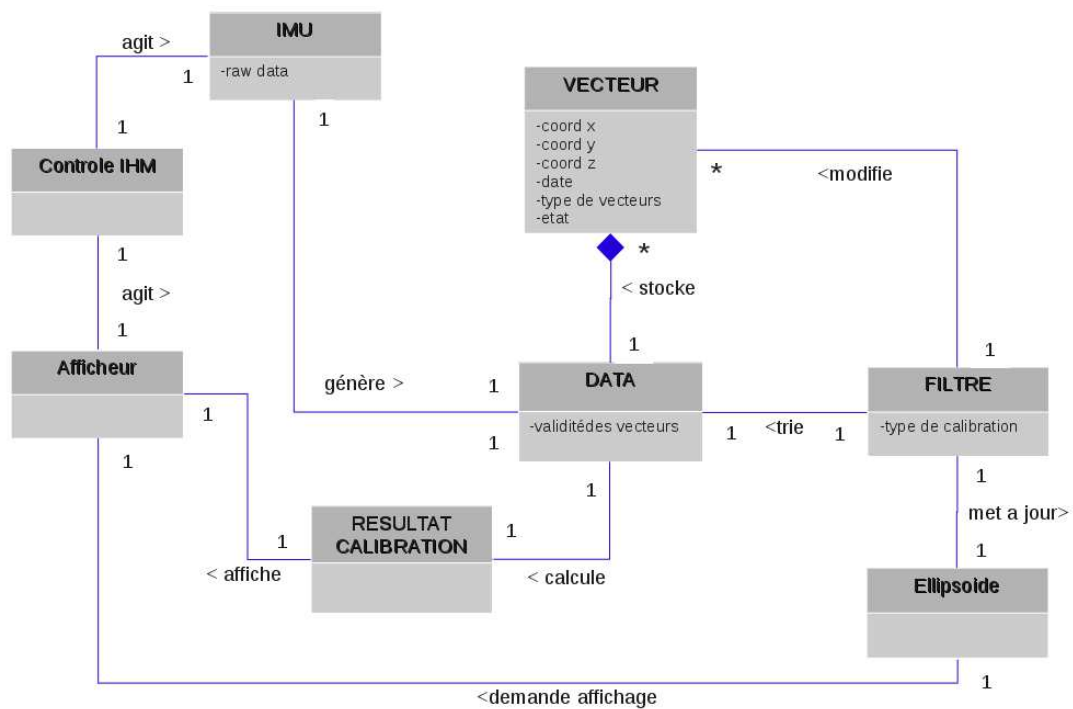 IMU
-raw data
agit >
1
1
1
Controle IHM
1
agit >
1
Afficheur
1
1
VECTEUR
-coord x
-coord y
-coord z
-date
-type de vecteurs
-etat
*
<modifie
*
< stocke
1
1
génère >
1
1
DATA
-validitédes vecteurs
1
<trie
1
FILTRE
-type de calibration
1
met a jour>
1
Ellipsoide
1
1
RESULTAT
CALIBRATION
1
< calcule
1
< affiche
<demande affichage